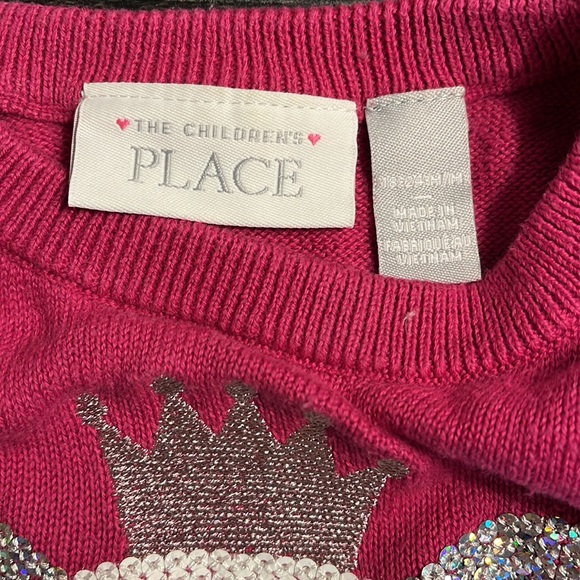 THE CHILDREN'S
PLACE
MADE IN
VIETNAM
FABRIQUÉ AU
VIETNAM